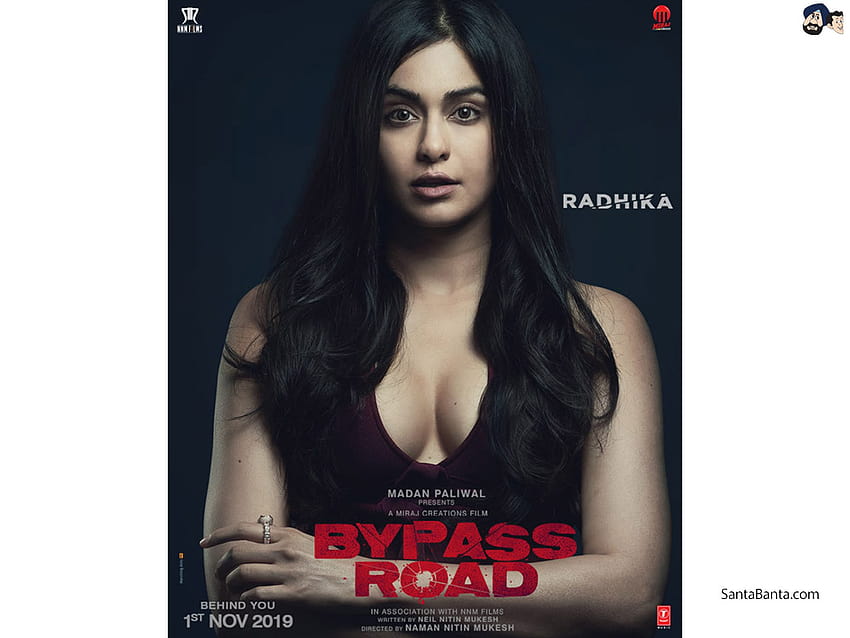 NNM FILMS
MIRAJ
RADHIKA
MADAN PALIWAL
PRESENTS
A MIRAJ CREATIONS FILM
BYPASS
ROAD
IN ASSOCIATION WITH NNM FILMS
WRITTEN BY NEIL NITIN MUKESH
DIRECTED BY NAMAN NITIN MUKESH
BEHIND YOU
1ST NOV 2019
T
SantaBanta.com